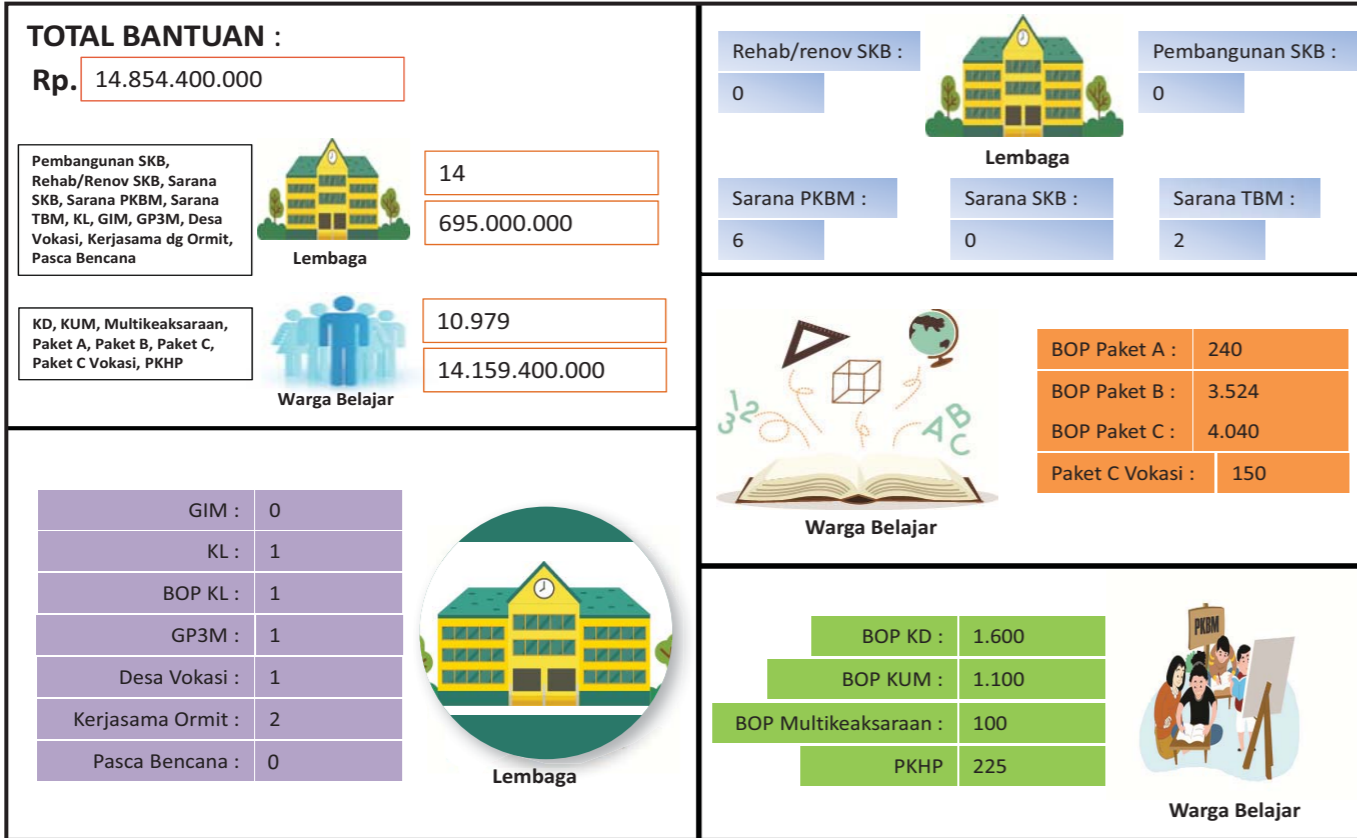 TOTAL BANTUAN :
Rp. 14.854.400.000
Pembangunan SKB,
Rehab/Renov SKB, Sarana
SKB, Sarana PKBM, Sarana
TBM, KL, GIM, GP3M, Desa
Vokasi, Kerjasama dg Ormit,
Pasca Bencana
Lembaga
14
695.000.000
KD, KUM, Multikeaksaraan,
Paket A, Paket B, Paket C,
Paket C Vokasi, PKHP
Warga Belajar
10.979
14.159.400.000
Rehab/renov SKB :
0
Pembangunan SKB :
0
Lembaga
Sarana PKBM :
6
Sarana SKB :
0
Sarana TBM :
2
123
ABC
Warga Belajar
BOP Paket A : 240
BOP Paket B : 3.524
BOP Paket C : 4.040
Paket C Vokasi : 150
GIM : 0
KL : 1
BOP KL : 1
GP3M : 1
Desa Vokasi : 1
Kerjasama Ormit : 2
Pasca Bencana : 0
Lembaga
BOP KD : 1.600
BOP KUM : 1.100
BOP Multikeaksaraan : 100
PKHP 225
PKBM
Warga Belajar